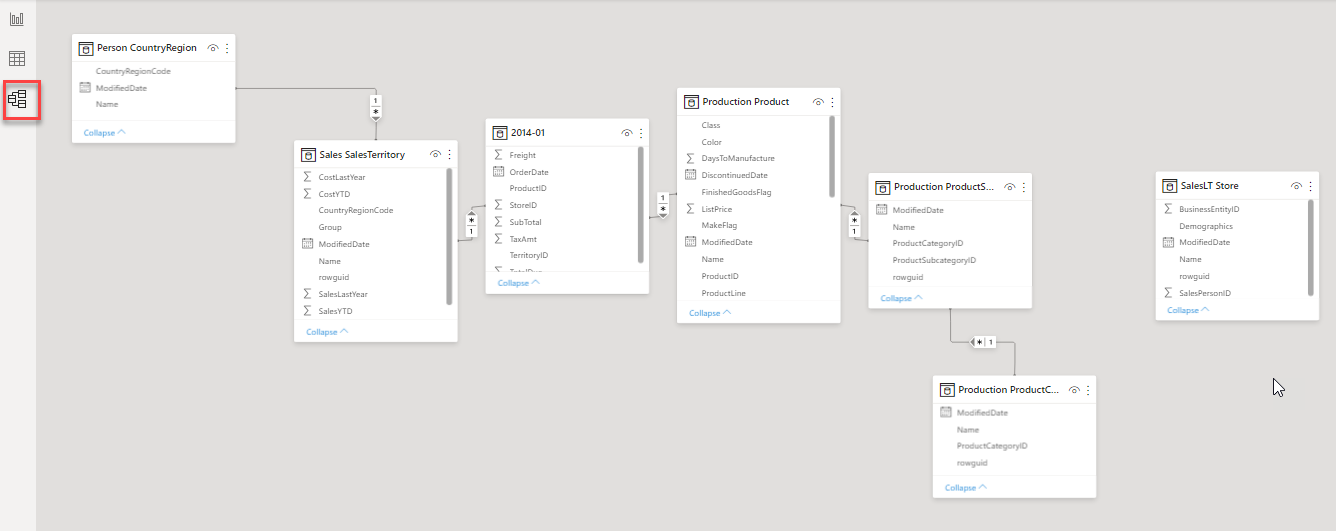 Person CountryRegion
CountryRegionCode
ModifiedDate
Name
Collapse
1
*
Sales SalesTerritory
CostLastYear
CostYTD
CountryRegionCode
Group
ModifiedDate
Name
rowguid
SalesLastYear
SalesYTD
Collapse
*
1
2014-01
Freight
OrderDate
ProductID
StoreID
SubTotal
TaxAmt
TerritoryID
Collapse
1
*
Production Product
Class
Color
DaysToManufacture
DiscontinuedDate
FinishedGoodsFlag
ListPrice
MakeFlag
ModifiedDate
Name
ProductID
ProductLine
Collapse
*
1
Production ProductS...
ModifiedDate
Name
ProductCategoryID
ProductSubcategoryID
rowguid
Collapse
* 1
Production ProductC...
ModifiedDate
Name
ProductCategoryID
rowguid
Collapse
SalesLT Store
BusinessEntityID
Demographics
ModifiedDate
Name
rowguid
SalesPersonID
Collapse